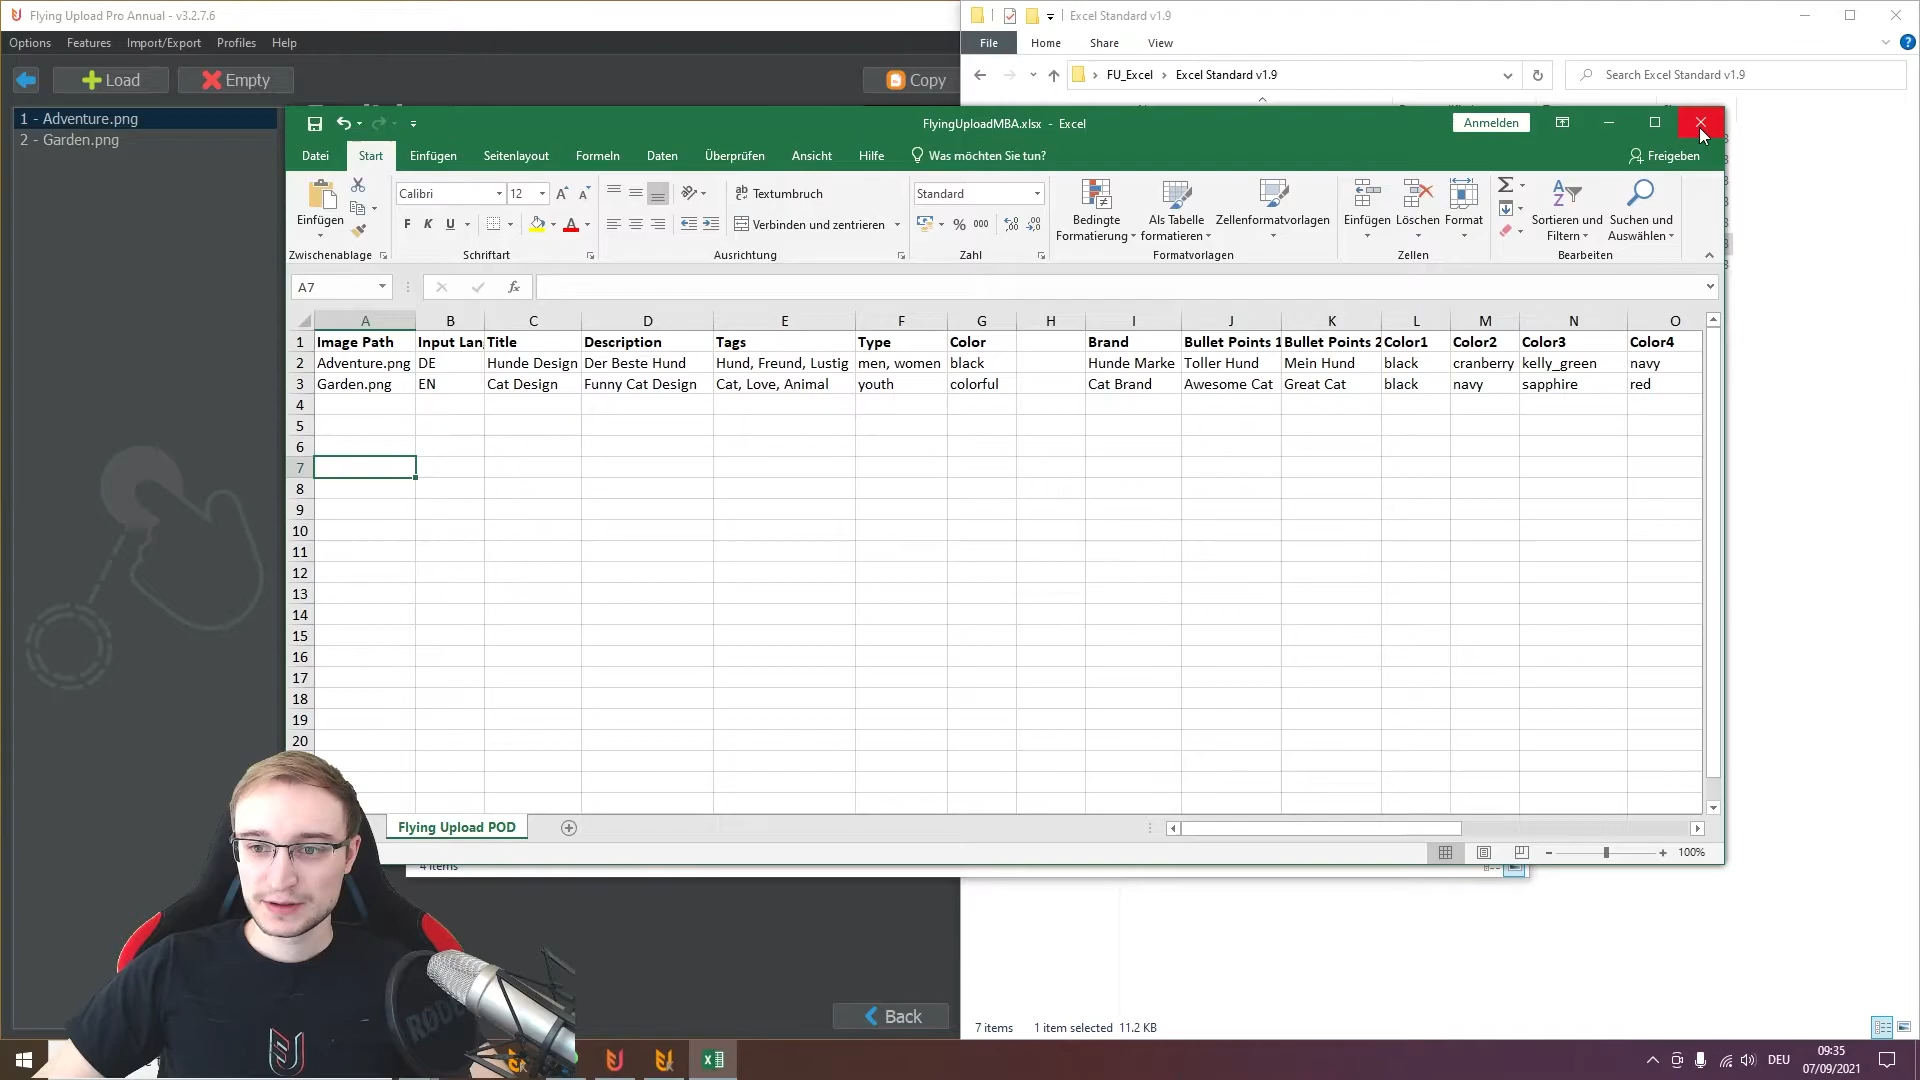 Flying Upload Pro Annual - v3.2.7.6
Options Features Import/Export Profiles Help
Load Empty Copy
1 - Adventure.png
2 - Garden.png
Back
Excel Standard v1.9
File Home Share View
FU_Excel Excel Standard v1.9 Search Excel Standard v1.9
FlyingUploadMBA.xlsx - Excel Anmelden
Datei Start Einfügen Seitenlayout Formeln Daten Überprüfen Ansicht Hilfe Was möchten Sie tun? Freigeben
Einfügen Calibri 12 Textumbruch Standard
F K U Verbinden und zentrieren % 000
Bedingte Formatierung Als Tabelle formatieren Zellenformatvorlagen Einfügen Löschen Format Sortieren und Filtern Suchen und Auswählen
Zwischenablage Schriftart Ausrichtung Zahl Formatvorlagen Zellen Bearbeiten
A7 fx
A B C D E F G H I J K L M N O
1 Image Path Input Lan Title Description Tags Type Color Brand Bullet Points 1 Bullet Points 2 Color1 Color2 Color3 Color4
2 Adventure.png DE Hunde Design Der Beste Hund Hund, Freund, Lustig men, women black Hunde Marke Toller Hund Mein Hund black cranberry kelly_green navy
3 Garden.png EN Cat Design Funny Cat Design Cat, Love, Animal youth colorful Cat Brand Awesome Cat Great Cat black navy sapphire red
4
5
6
7
8
9
10
11
12
13
14
15
16
17
18
19
20
Flying Upload POD
100%
4 items
7 items 1 item selected 11.2 KB
RØDE
DEU
09:35
07/09/2021